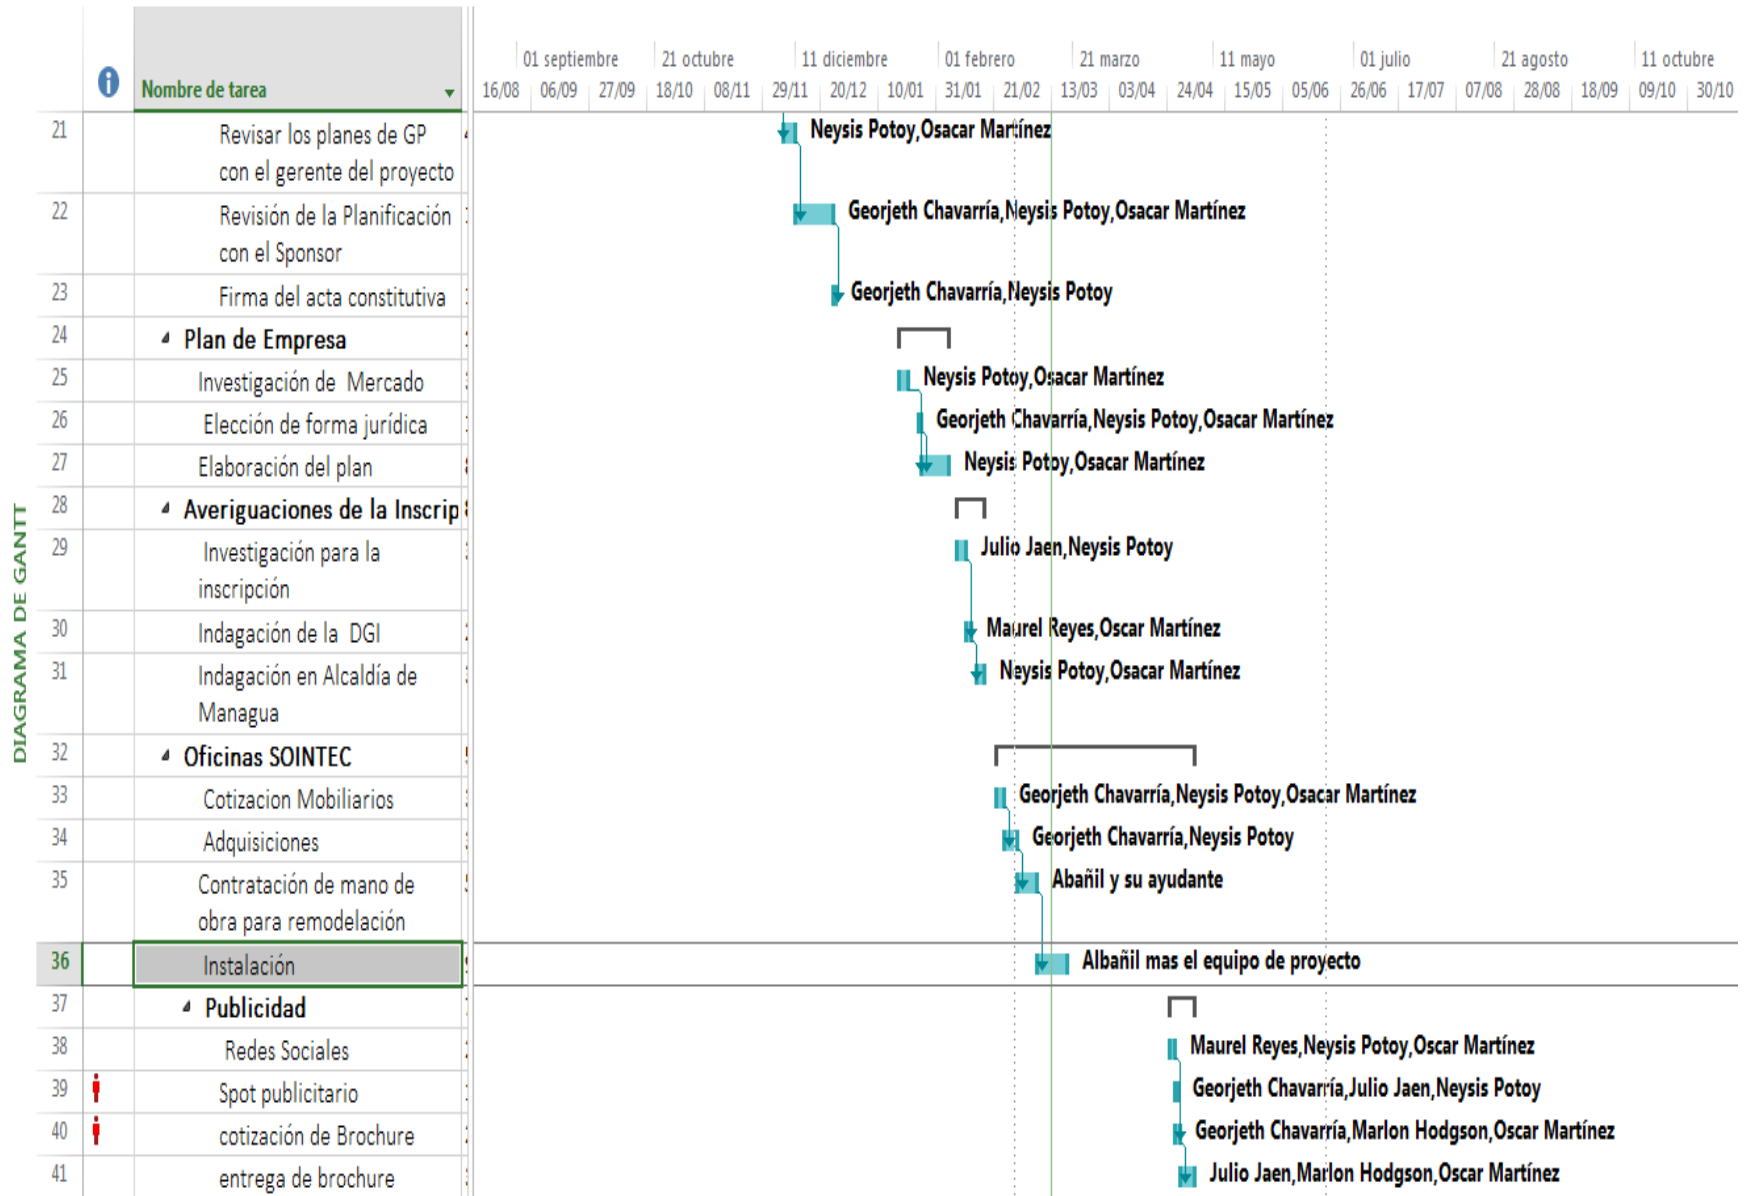 01 septiembre 21 octubre 11 diciembre 01 febrero 21 marzo 11 mayo 01 julio 21 agosto 11 octubre
Nombre de tarea
16/08 06/09 27/09 18/10 08/11 29/11 20/12 10/01 31/01 21/02 13/03 03/04 24/04 15/05 05/06 26/06 17/07 07/08 28/08 18/09 09/10 30/10
DIAGRAMA DE GANTT
21 Revisar los planes de GP Neysis Potoy,Osacar Martínez
con el gerente del proyecto
22 Revisión de la Planificación Georjeth Chavarría,Neysis Potoy,Osacar Martínez
con el Sponsor
23 Firma del acta constitutiva Georjeth Chavarría,Neysis Potoy
24 Plan de Empresa
25 Investigación de Mercado Neysis Potoy,Osacar Martínez
26 Elección de forma jurídica Georjeth Chavarría,Neysis Potoy,Osacar Martínez
27 Elaboración del plan Neysis Potoy,Osacar Martínez
28 Averiguaciones de la Inscrip
29 Investigación para la Julio Jaen,Neysis Potoy
inscripción
30 Indagación de la DGI Maurel Reyes,Oscar Martínez
31 Indagación en Alcaldía de Neysis Potoy,Osacar Martínez
Managua
32 Oficinas SOINTEC
33 Cotizacion Mobiliarios Georjeth Chavarría,Neysis Potoy,Osacar Martínez
34 Adquisiciones Georjeth Chavarría,Neysis Potoy
35 Contratación de mano de Abañil y su ayudante
obra para remodelación
36 Instalación Albañil mas el equipo de proyecto
37 Publicidad
38 Redes Sociales Maurel Reyes,Neysis Potoy,Oscar Martínez
39 Spot publicitario Georjeth Chavarría,Julio Jaen,Neysis Potoy
40 cotización de Brochure Georjeth Chavarría,Marlon Hodgson,Oscar Martínez
41 entrega de brochure Julio Jaen,Marlon Hodgson,Oscar Martínez